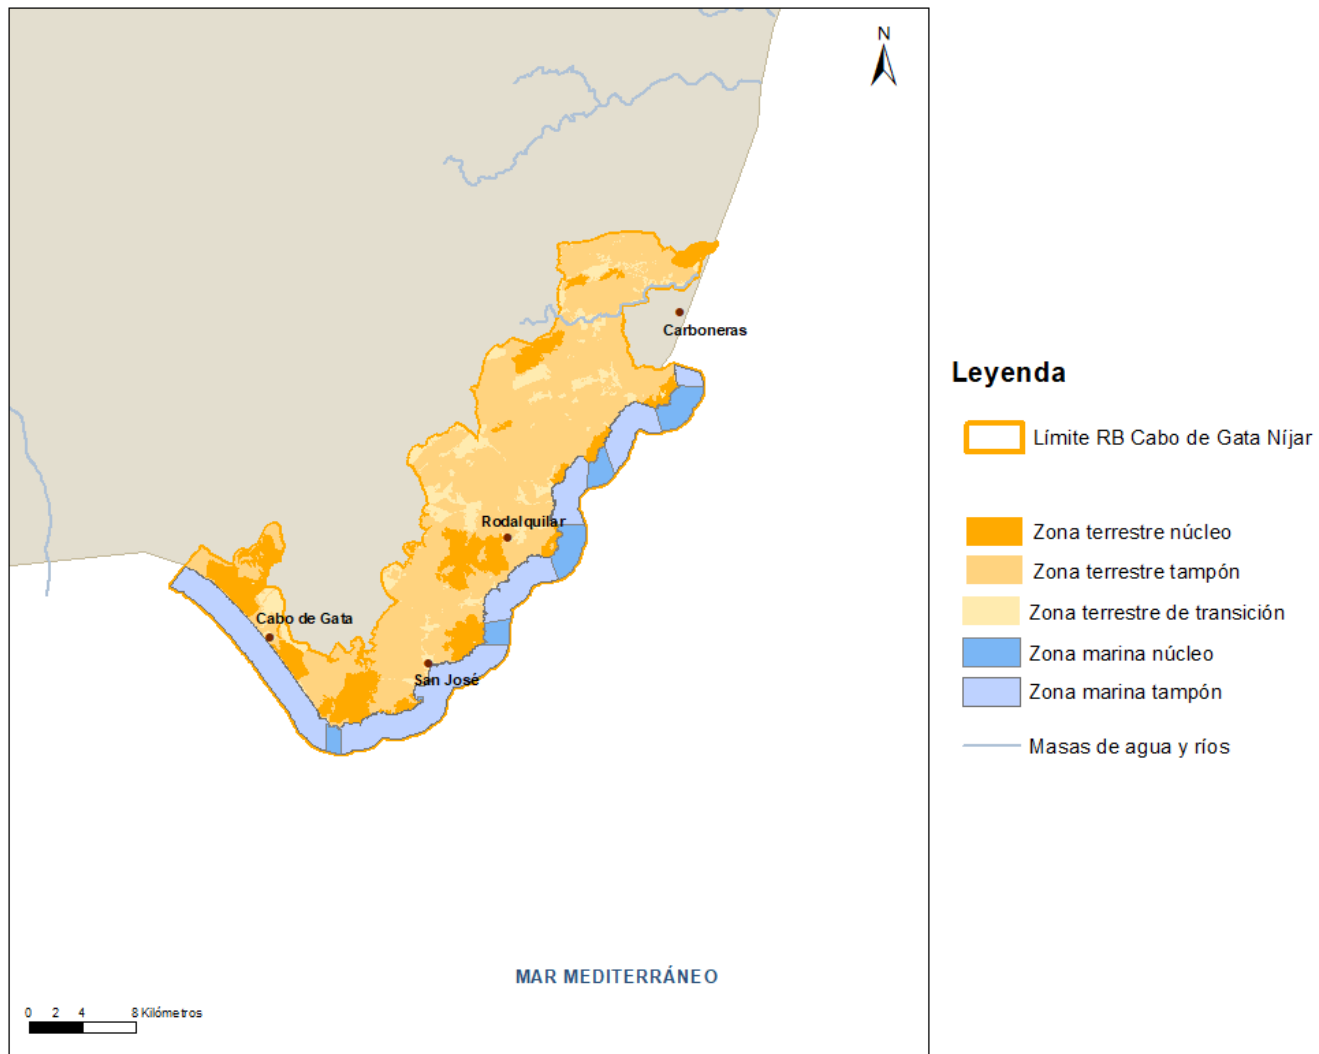 N
Carboneras
Rodalquilar
Cabo de Gata
San José
MAR MEDITERRÁNEO
0 2 4 8 Kilómetros
Leyenda
Límite RB Cabo de Gata Níjar
Zona terrestre núcleo
Zona terrestre tampón
Zona terrestre de transición
Zona marina núcleo
Zona marina tampón
Masas de agua y ríos